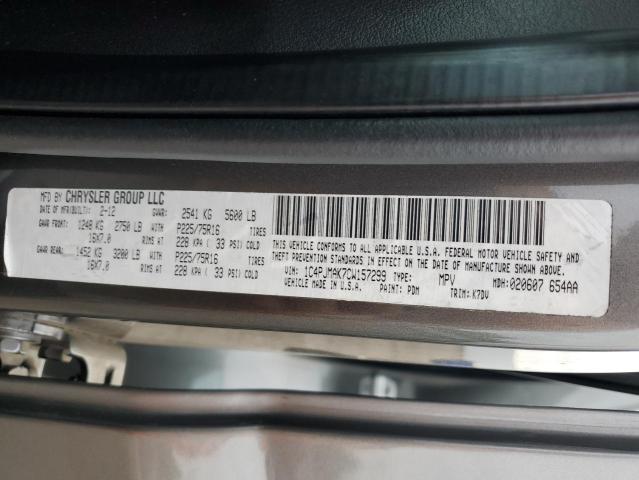 MFD BY CHRYSLER GROUP LLC
DATE OF MFR(BUILT): 2-12 GVWR: 2541 KG 5600 LB
GAWR FRONT: 1248 KG 2750 LB WITH P225/75R16 TIRES
16X7.0 RIMS AT 228 KPA ( 33 PSI) COLD
GAWR REAR: 1452 KG 3200 LB WITH P225/75R16 TIRES
16X7.0 RIMS AT 228 KPA ( 33 PSI) COLD
THIS VEHICLE CONFORMS TO ALL APPLICABLE U.S.A. FEDERAL MOTOR VEHICLE SAFETY, BUMPER, AND
THEFT PREVENTION STANDARDS IN EFFECT ON THE DATE OF MANUFACTURE SHOWN ABOVE.
VIN: 1C4PJMAK7CW157299 TYPE: MPV MDH: 020607 654AA
VEHICLE MADE IN U.S.A. PAINT: PDM TRIM: K7DV